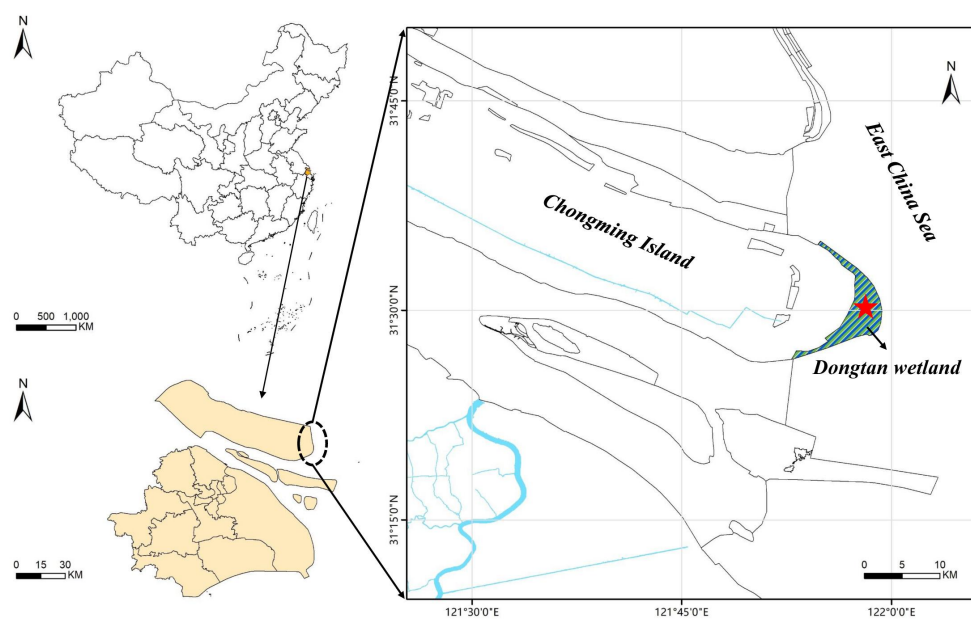 N
0 500 1,000
KM
N
0 15 30
KM
N
31°45'0"N
31°30'0"N
31°15'0"N
East China Sea
Chongming Island
Dongtan wetland
0 5 10
KM
121°30'0"E
121°45'0"E
122°0'0"E